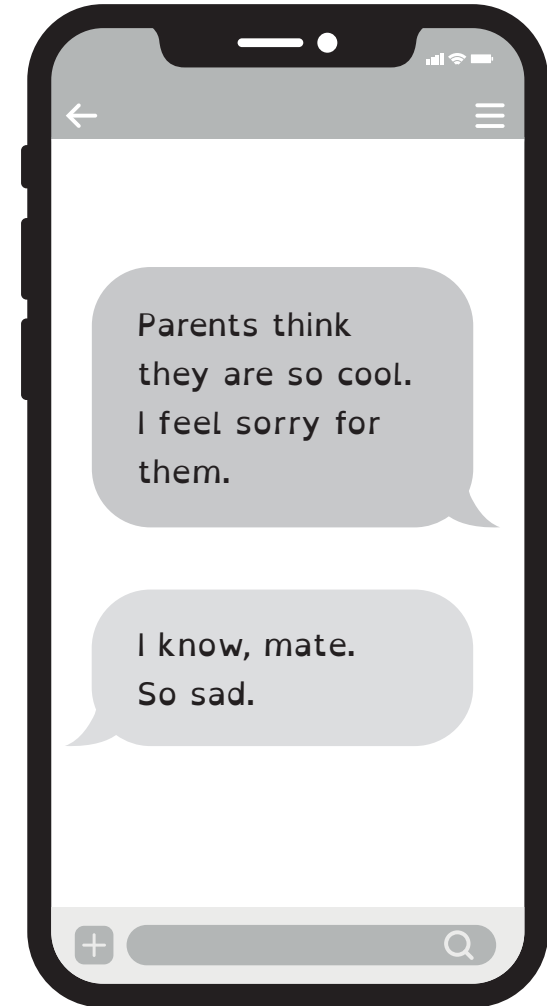 Parents think
they are so cool.
I feel sorry for
them.
I know, mate.
So sad.